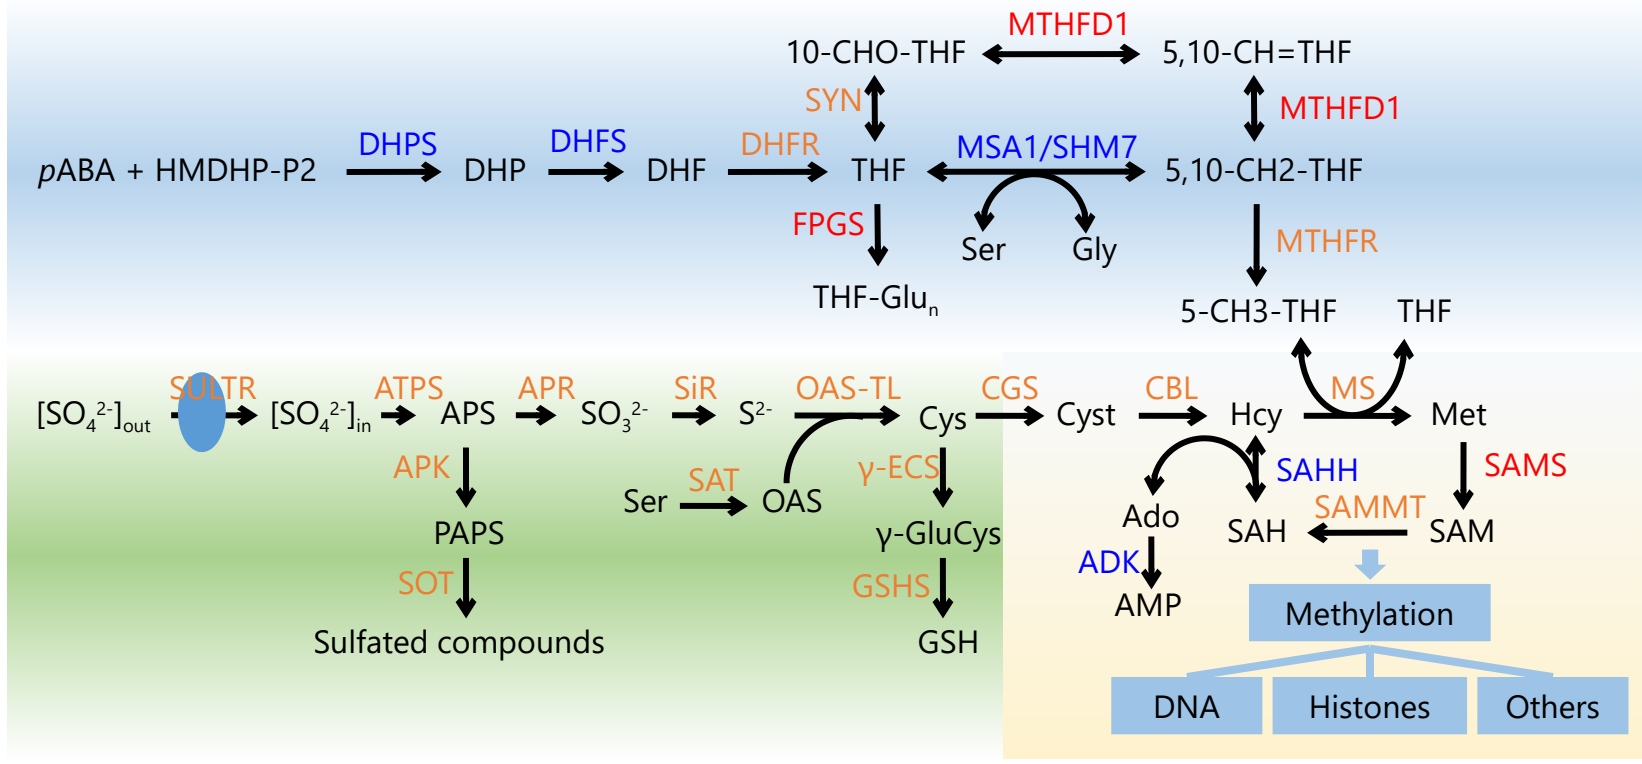 MTHFD1
10-CHO-THF 5,10-CH=THF
SYN MTHFD1
DHPS DHFS DHFR MSA1/SHM7
pABA + HMDHP-P2 DHP DHF THF 5,10-CH2-THF
FPGS Ser Gly MTHFR
THF-Gluₙ 5-CH3-THF THF
SULTR ATPS APR SiR OAS-TL CGS CBL MS
[SO₄²⁻]out [SO₄²⁻]in APS SO₃²⁻ S²⁻ Cys Cyst Hcy Met
APK SAT γ-ECS SAHH SAMS
Ser OAS Ado SAMMT
PAPS γ-GluCys SAH SAM
SOT GSHS ADK
AMP Methylation
Sulfated compounds GSH
DNA Histones Others